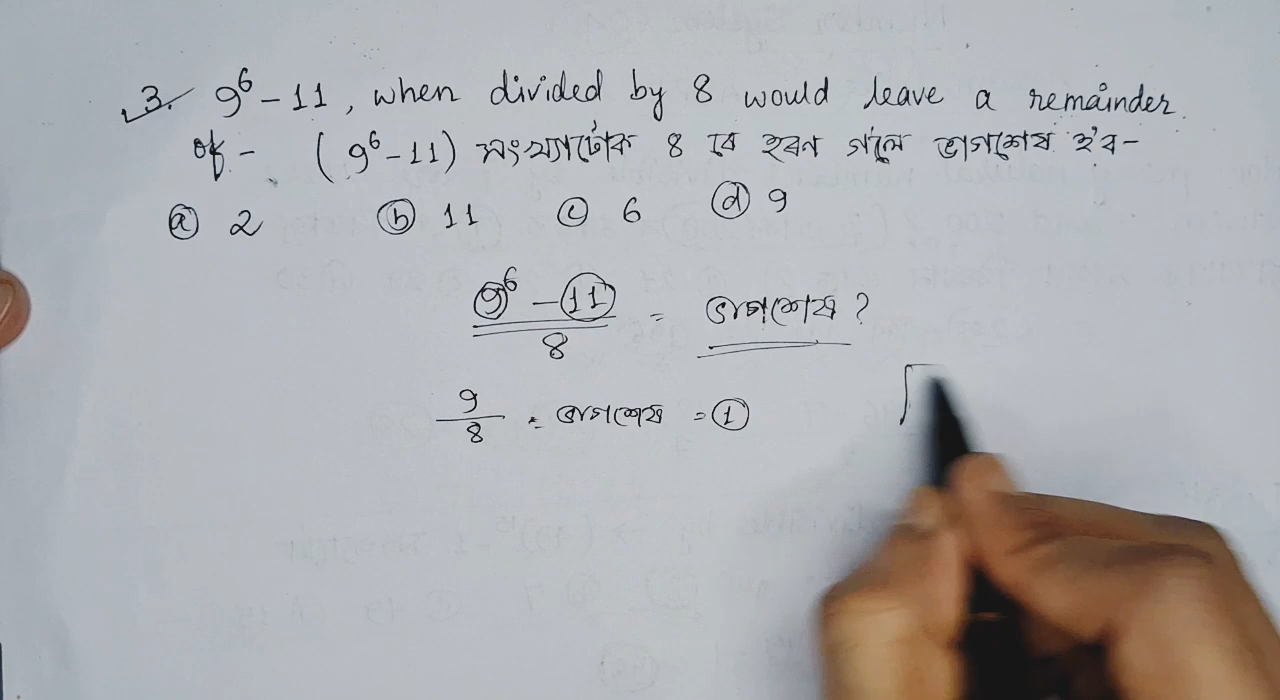 3. 9⁶ - 11, when divided by 8 would leave a remainder
of - (9⁶ - 11) সংখ্যাটোক 8 ৰে হৰণ গলে ভাগশেষ হ'ব-
ⓐ 2 ⓑ 11 ⓒ 6 ⓓ 9
9⁶ - 11 / 8 = ভাগশেষ ?
9/8 = ভাগশেষ = 1